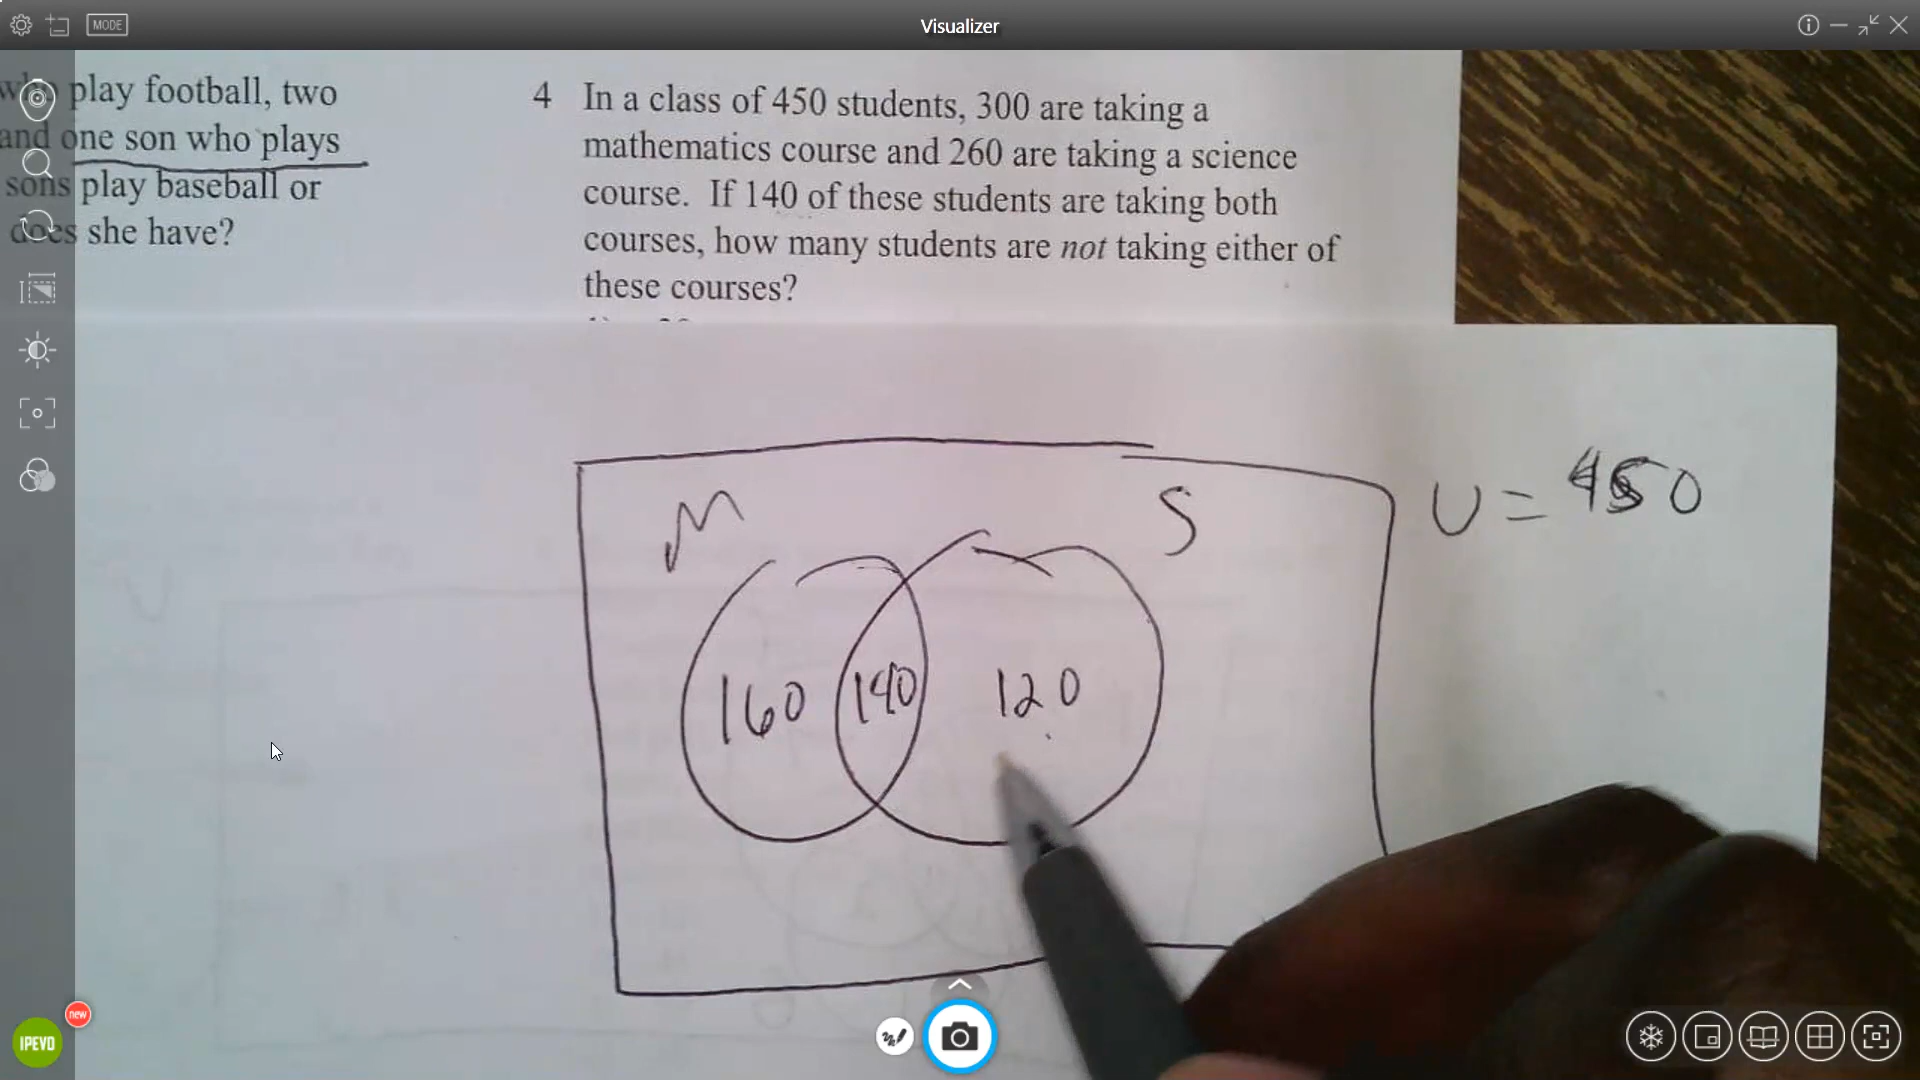 MODE
Visualizer
who play football, two
and one son who plays
sons play baseball or
does she have?
4 In a class of 450 students, 300 are taking a
mathematics course and 260 are taking a science
course. If 140 of these students are taking both
courses, how many students are not taking either of
these courses?
M
S
U = 450
160
140
120
new
IPEVO